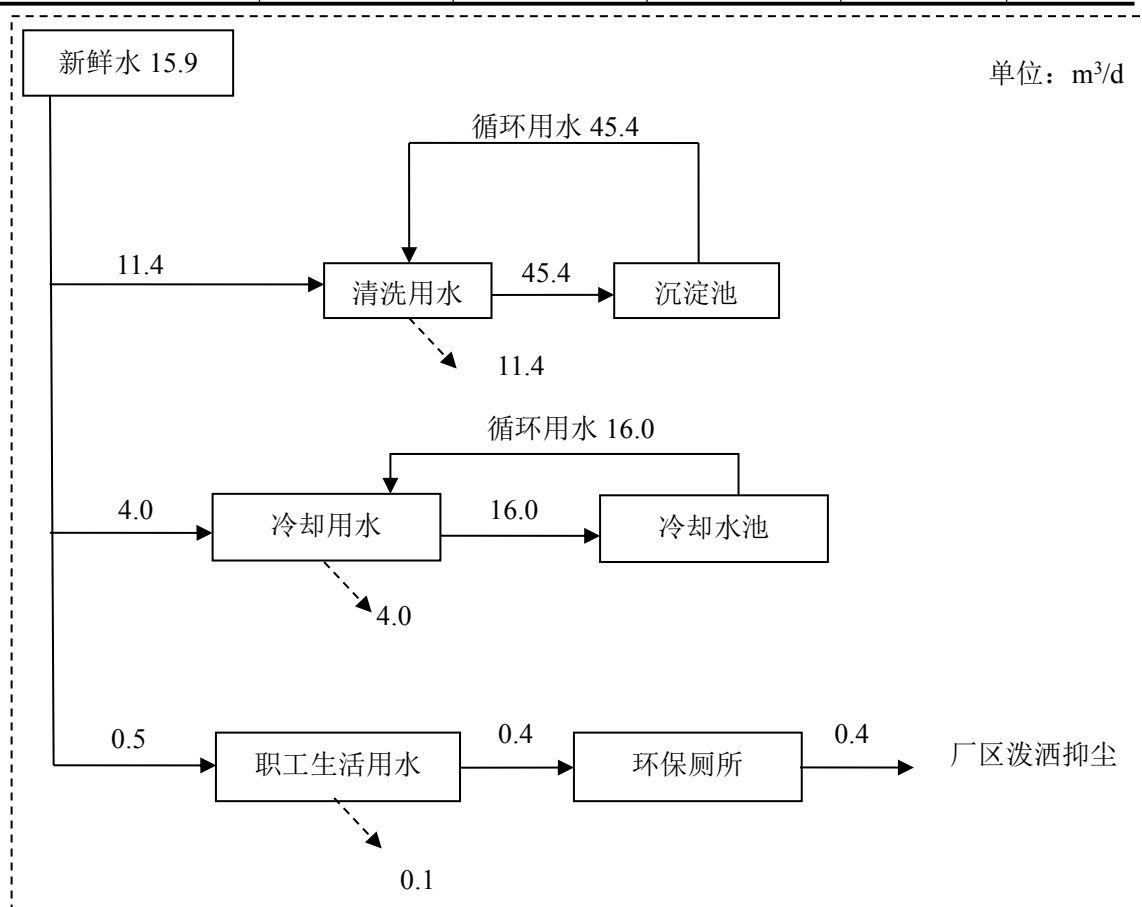 新鲜水 15.9
单位：m³/d
循环用水 45.4
11.4
清洗用水
45.4
沉淀池
11.4
循环用水 16.0
4.0
冷却用水
16.0
冷却水池
4.0
0.5
职工生活用水
0.4
环保厕所
0.4
厂区泼洒抑尘
0.1